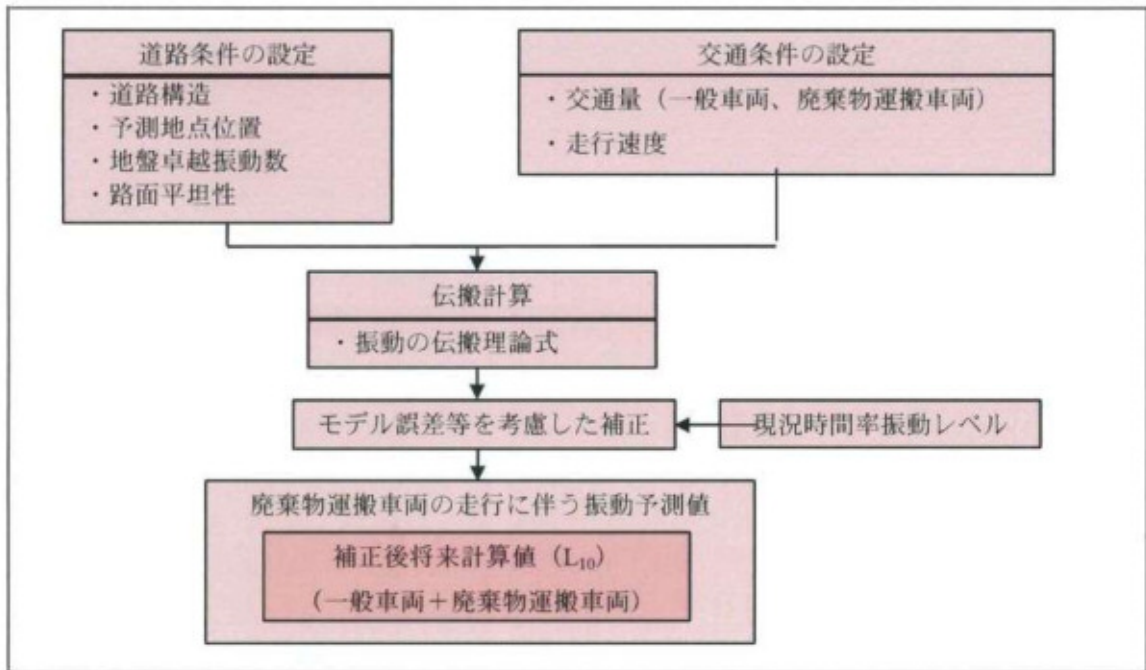 道路条件の設定
・道路構造
・予測地点位置
・地盤卓越振動数
・路面平坦性
交通条件の設定
・交通量（一般車両、廃棄物運搬車両）
・走行速度
伝搬計算
・振動の伝搬理論式
モデル誤差等を考慮した補正
現況時間率振動レベル
廃棄物運搬車両の走行に伴う振動予測値
補正後将来計算値（L₁₀）
（一般車両＋廃棄物運搬車両）